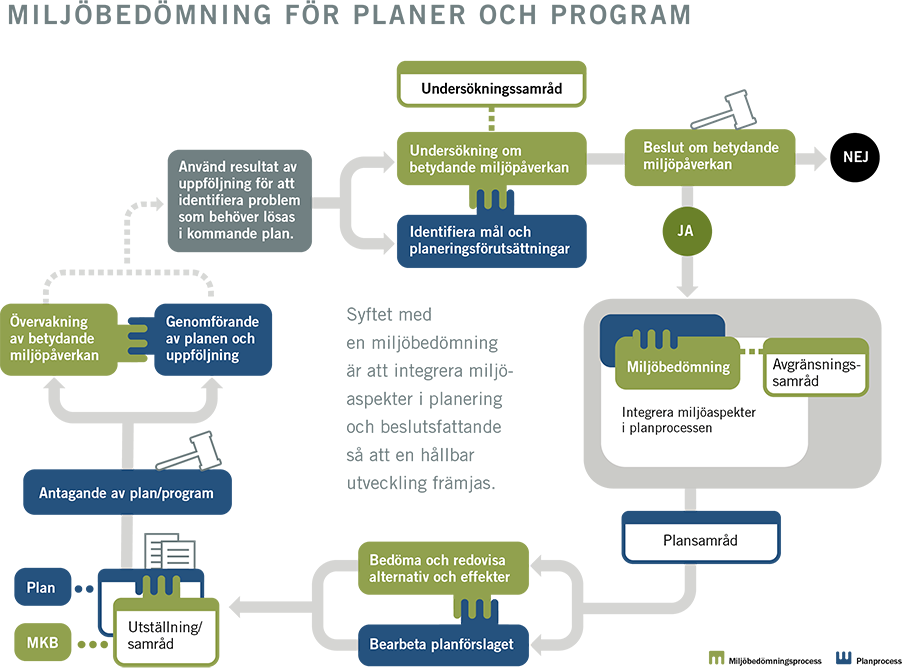 MILJÖBEDÖMNING FÖR PLANER OCH PROGRAM
Undersökningssamråd
Använd resultat av
uppföljning för att
identifiera problem
som behöver lösas
i kommande plan.
Undersökning om
betydande miljöpåverkan
Beslut om betydande
miljöpåverkan
NEJ
Identifiera mål och
planeringsförutsättningar
JA
Övervakning
av betydande
miljöpåverkan
Genomförande
av planen och
uppföljning
Syftet med
en miljöbedömning
är att integrera miljö-
aspekter i planering
och beslutsfattande
så att en hållbar
utveckling främjas.
Miljöbedömning
Avgränsnings-
samråd
Integrera miljöaspekter
i planprocessen
Antagande av plan/program
Plansamråd
Bedöma och redovisa
alternativ och effekter
Plan
MKB
Utställning/
samråd
Bearbeta planförslaget
Miljöbedömningsprocess
Planprocess